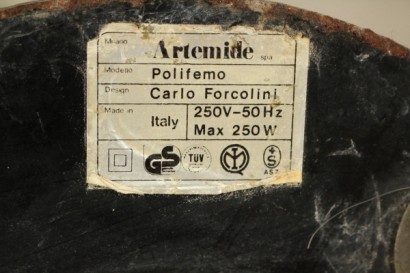 Milano Artemide spa
Modello Polifemo
Design Carlo Forcolini
Made in Italy 250V-50Hz
Max 250W
GS TÜV +S